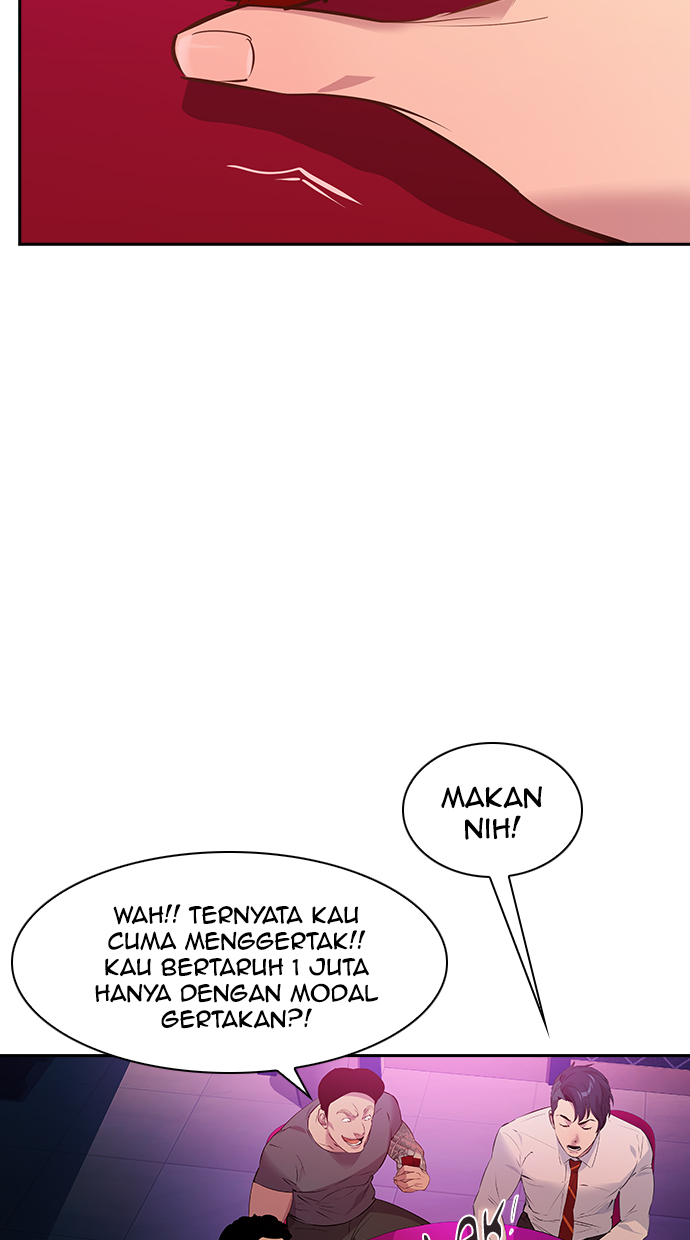 MAKAN
NIH!
WAH!! TERNYATA KAU
CUMA MENGGERTAK!!
KAU BERTARUH 1 JUTA
HANYA DENGAN MODAL
GERTAKAN?!